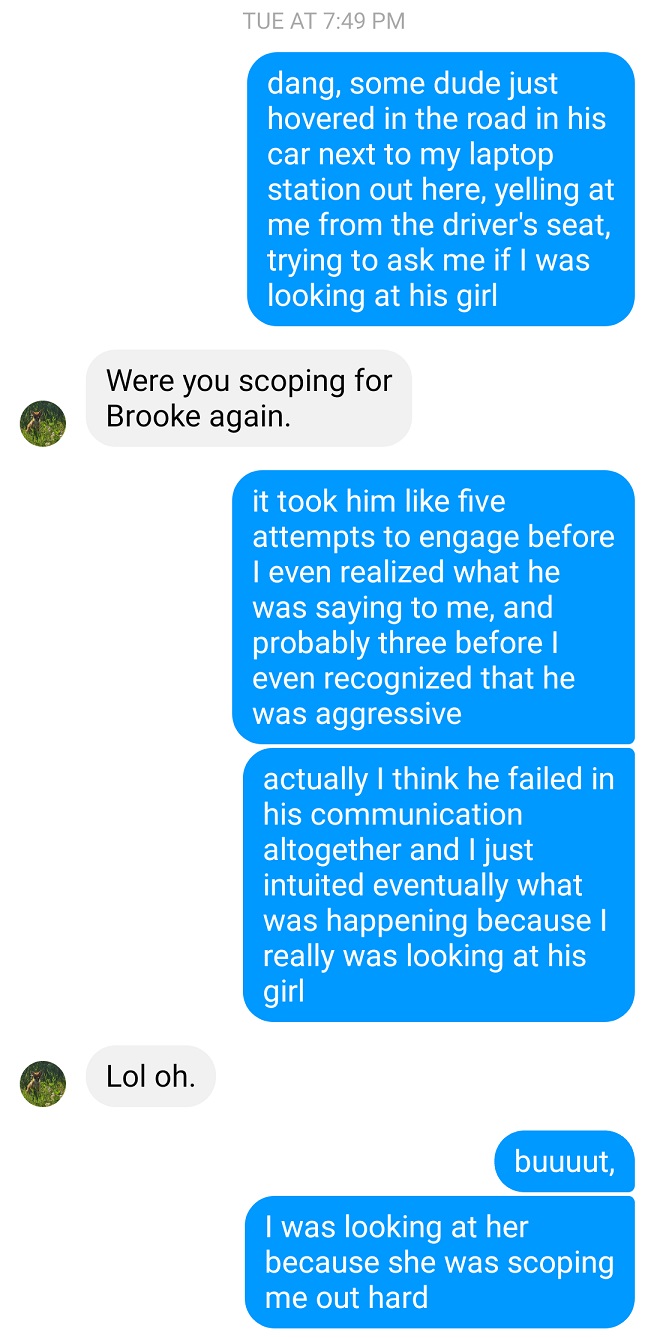 TUE AT 7:49 PM
dang, some dude just
hovered in the road in his
car next to my laptop
station out here, yelling at
me from the driver's seat,
trying to ask me if I was
looking at his girl
Were you scoping for
Brooke again.
it took him like five
attempts to engage before
I even realized what he
was saying to me, and
probably three before I
even recognized that he
was aggressive
actually I think he failed in
his communication
altogether and I just
intuited eventually what
was happening because I
really was looking at his
girl
Lol oh.
buuuut,
I was looking at her
because she was scoping
me out hard